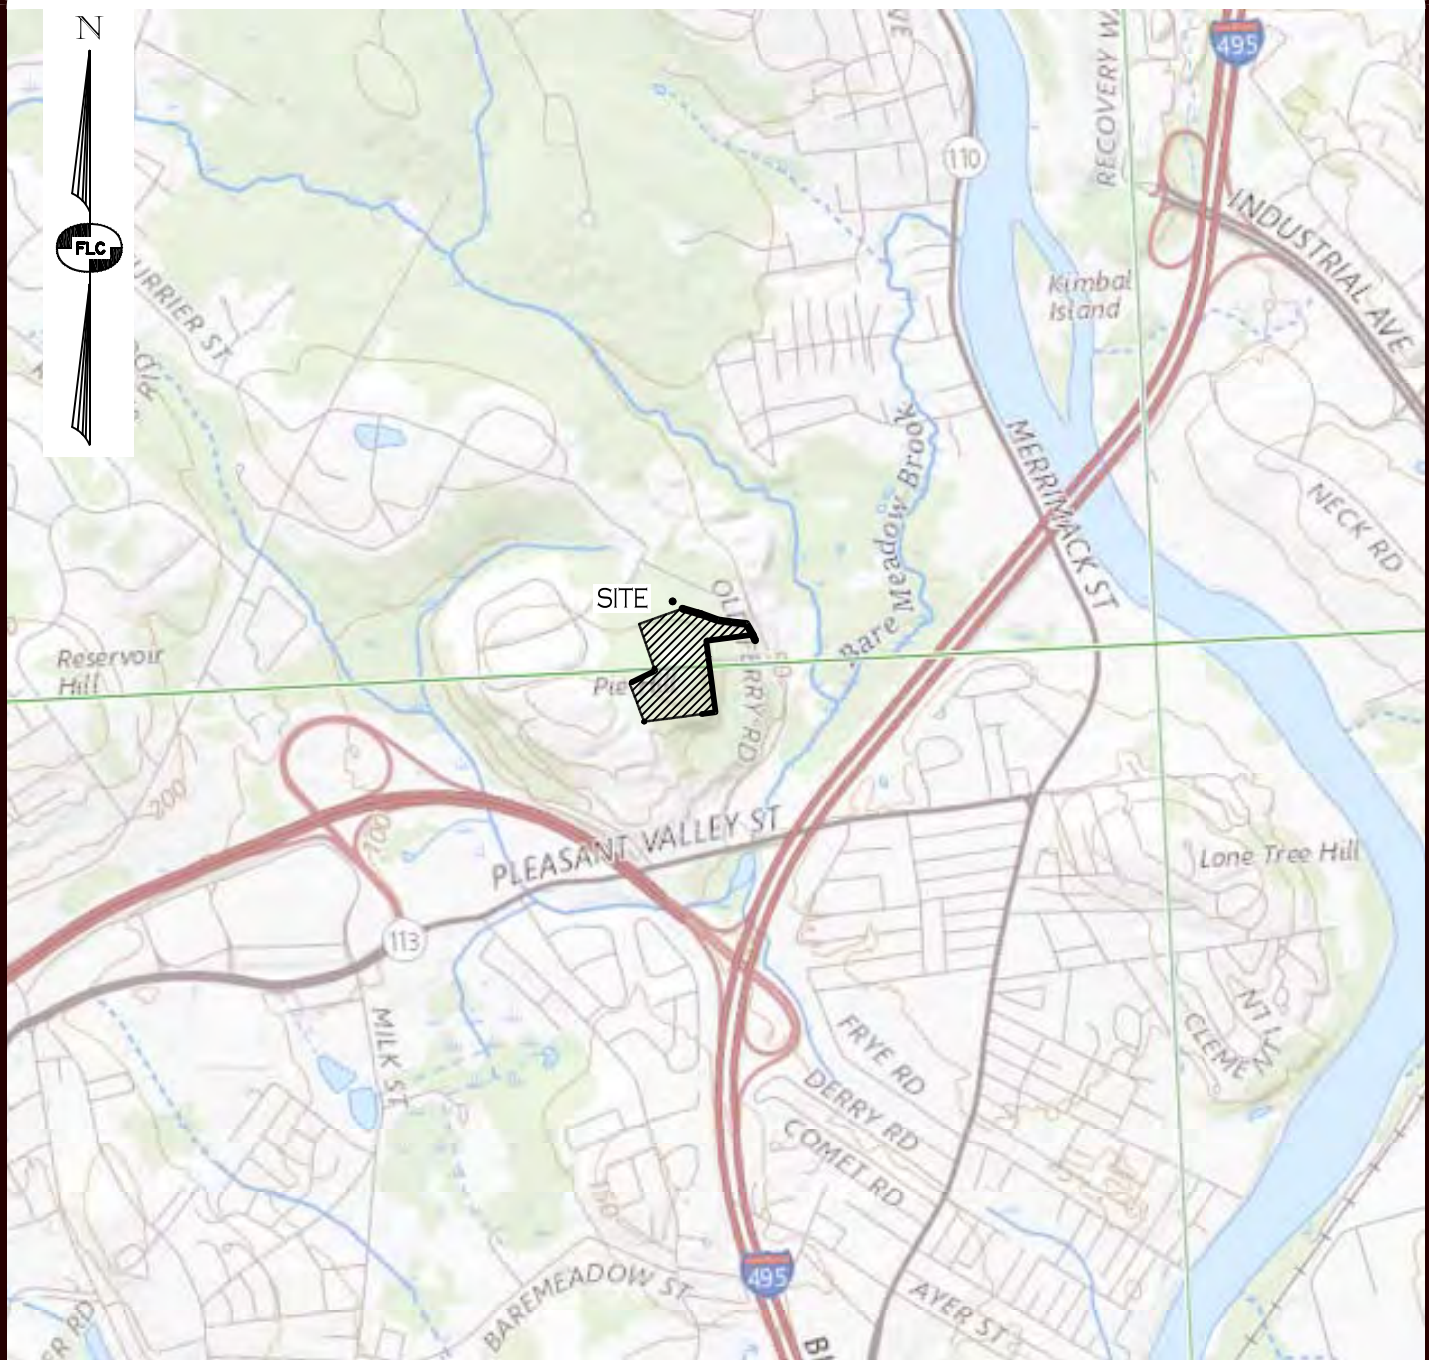 N
495
RECOVERY W
110
FLC
INDUSTRIAL AVE
Kimbal
Island
URRIER ST
MERRIMACK ST
NECK RD
Bare Meadow Brook
SITE
Reservoir
Hill
200
PLEASANT VALLEY ST
Lone Tree Hill
113
MILK ST
FRYE RD
DERRY RD
COMET RD
CLEMENT
495
BAREMEADOW ST
AYER ST
ER RD